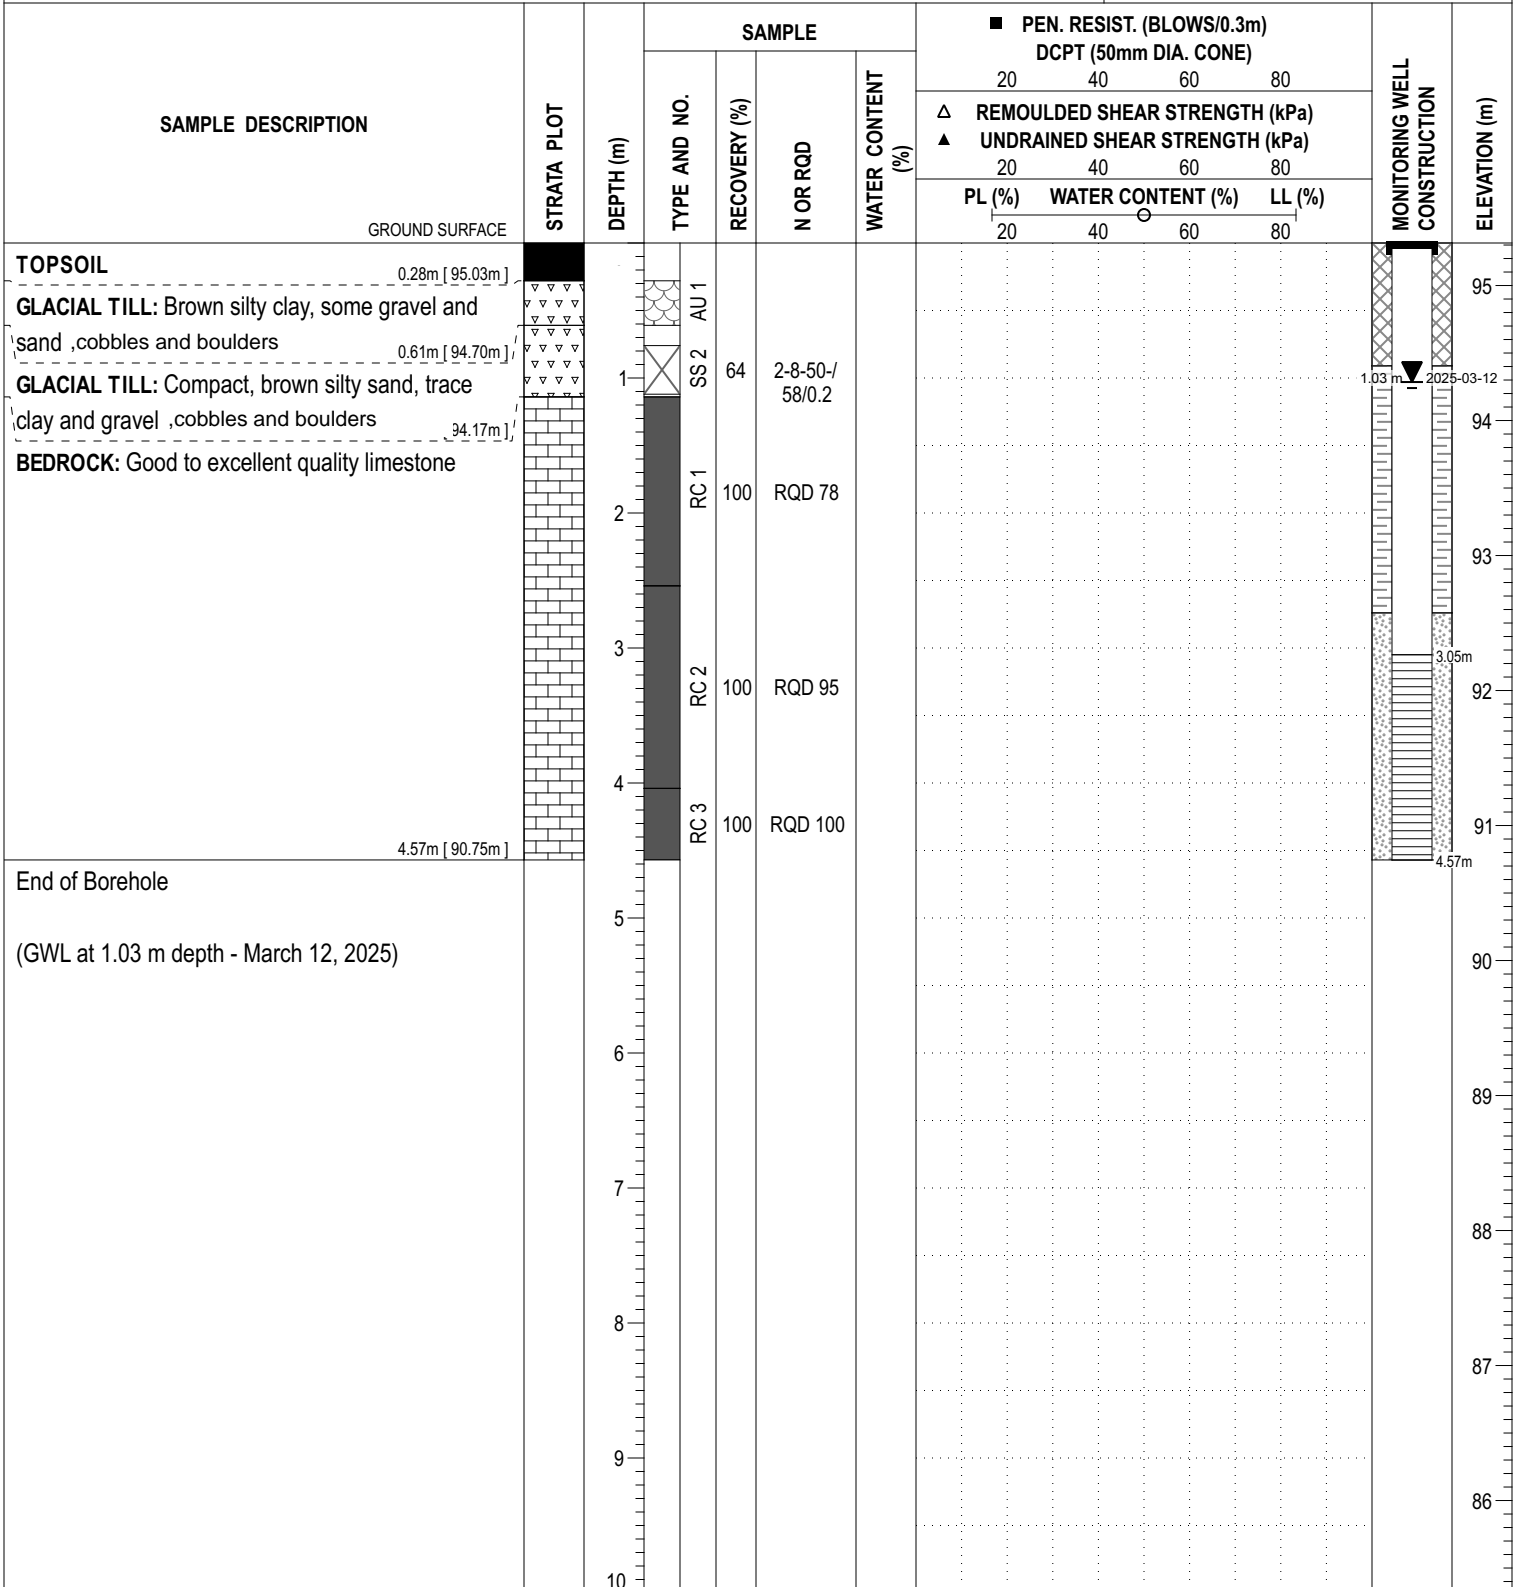 SAMPLE DESCRIPTION
GROUND SURFACE
STRATA PLOT
DEPTH (m)
SAMPLE
TYPE AND NO.
RECOVERY (%)
N OR RQD
WATER CONTENT
(%)
■ PEN. RESIST. (BLOWS/0.3m)
DCPT (50mm DIA. CONE)
20 40 60 80
△ REMOULDED SHEAR STRENGTH (kPa)
▲ UNDRAINED SHEAR STRENGTH (kPa)
20 40 60 80
PL (%) WATER CONTENT (%) LL (%)
20 40 60 80
MONITORING WELL
CONSTRUCTION
ELEVATION (m)
TOPSOIL
0.28m [ 95.03m ]
GLACIAL TILL: Brown silty clay, some gravel and
sand ,cobbles and boulders
0.61m [ 94.70m ]
GLACIAL TILL: Compact, brown silty sand, trace
clay and gravel ,cobbles and boulders
94.17m ]
BEDROCK: Good to excellent quality limestone
4.57m [ 90.75m ]
End of Borehole
(GWL at 1.03 m depth - March 12, 2025)
1
2
3
4
5
6
7
8
9
10
AU 1
SS 2
64
2-8-50-/
58/0.2
RC 1
100
RQD 78
RC 2
100
RQD 95
RC 3
100
RQD 100
1.03 m
2025-03-12
3.05m
4.57m
95
94
93
92
91
90
89
88
87
86